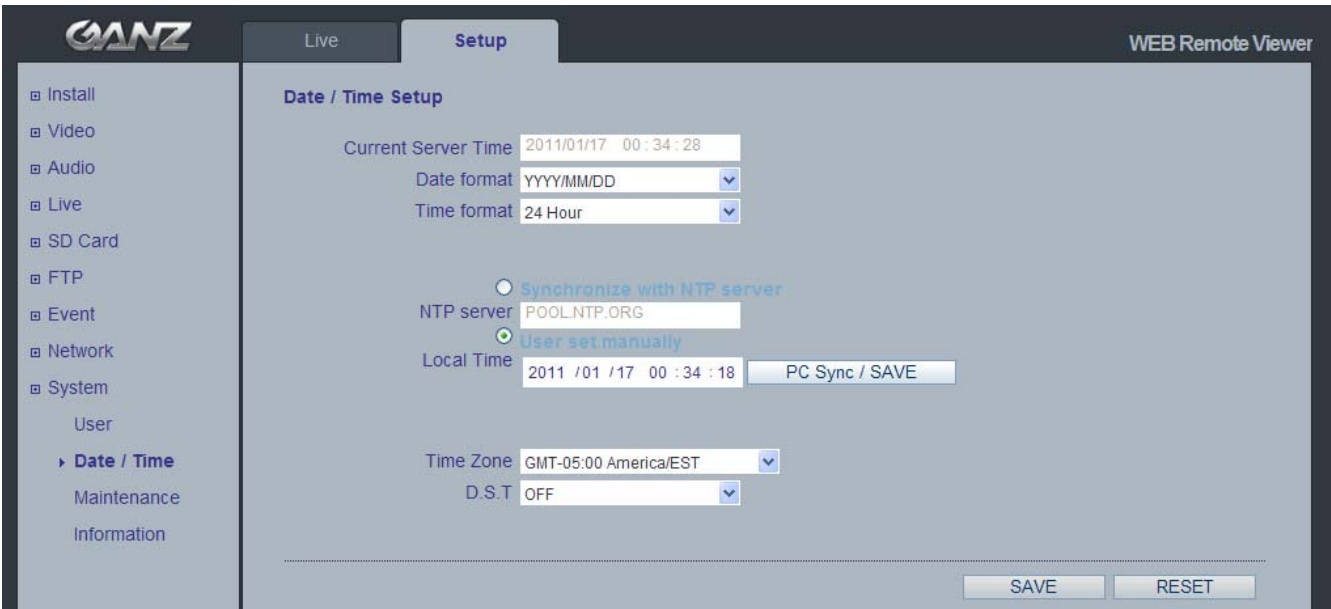 GANZ
Live
Setup
WEB Remote Viewer
Install
Video
Audio
Live
SD Card
FTP
Event
Network
System
User
Date / Time
Maintenance
Information
Date / Time Setup
Current Server Time 2011/01/17 00 : 34 : 28
Date format YYYY/MM/DD
Time format 24 Hour
Synchronize with NTP server
NTP server POOL.NTP.ORG
User set manually
Local Time 2011 / 01 / 17 00 : 34 : 18 PC Sync / SAVE
Time Zone GMT-05:00 America/EST
D.S.T OFF
SAVE RESET